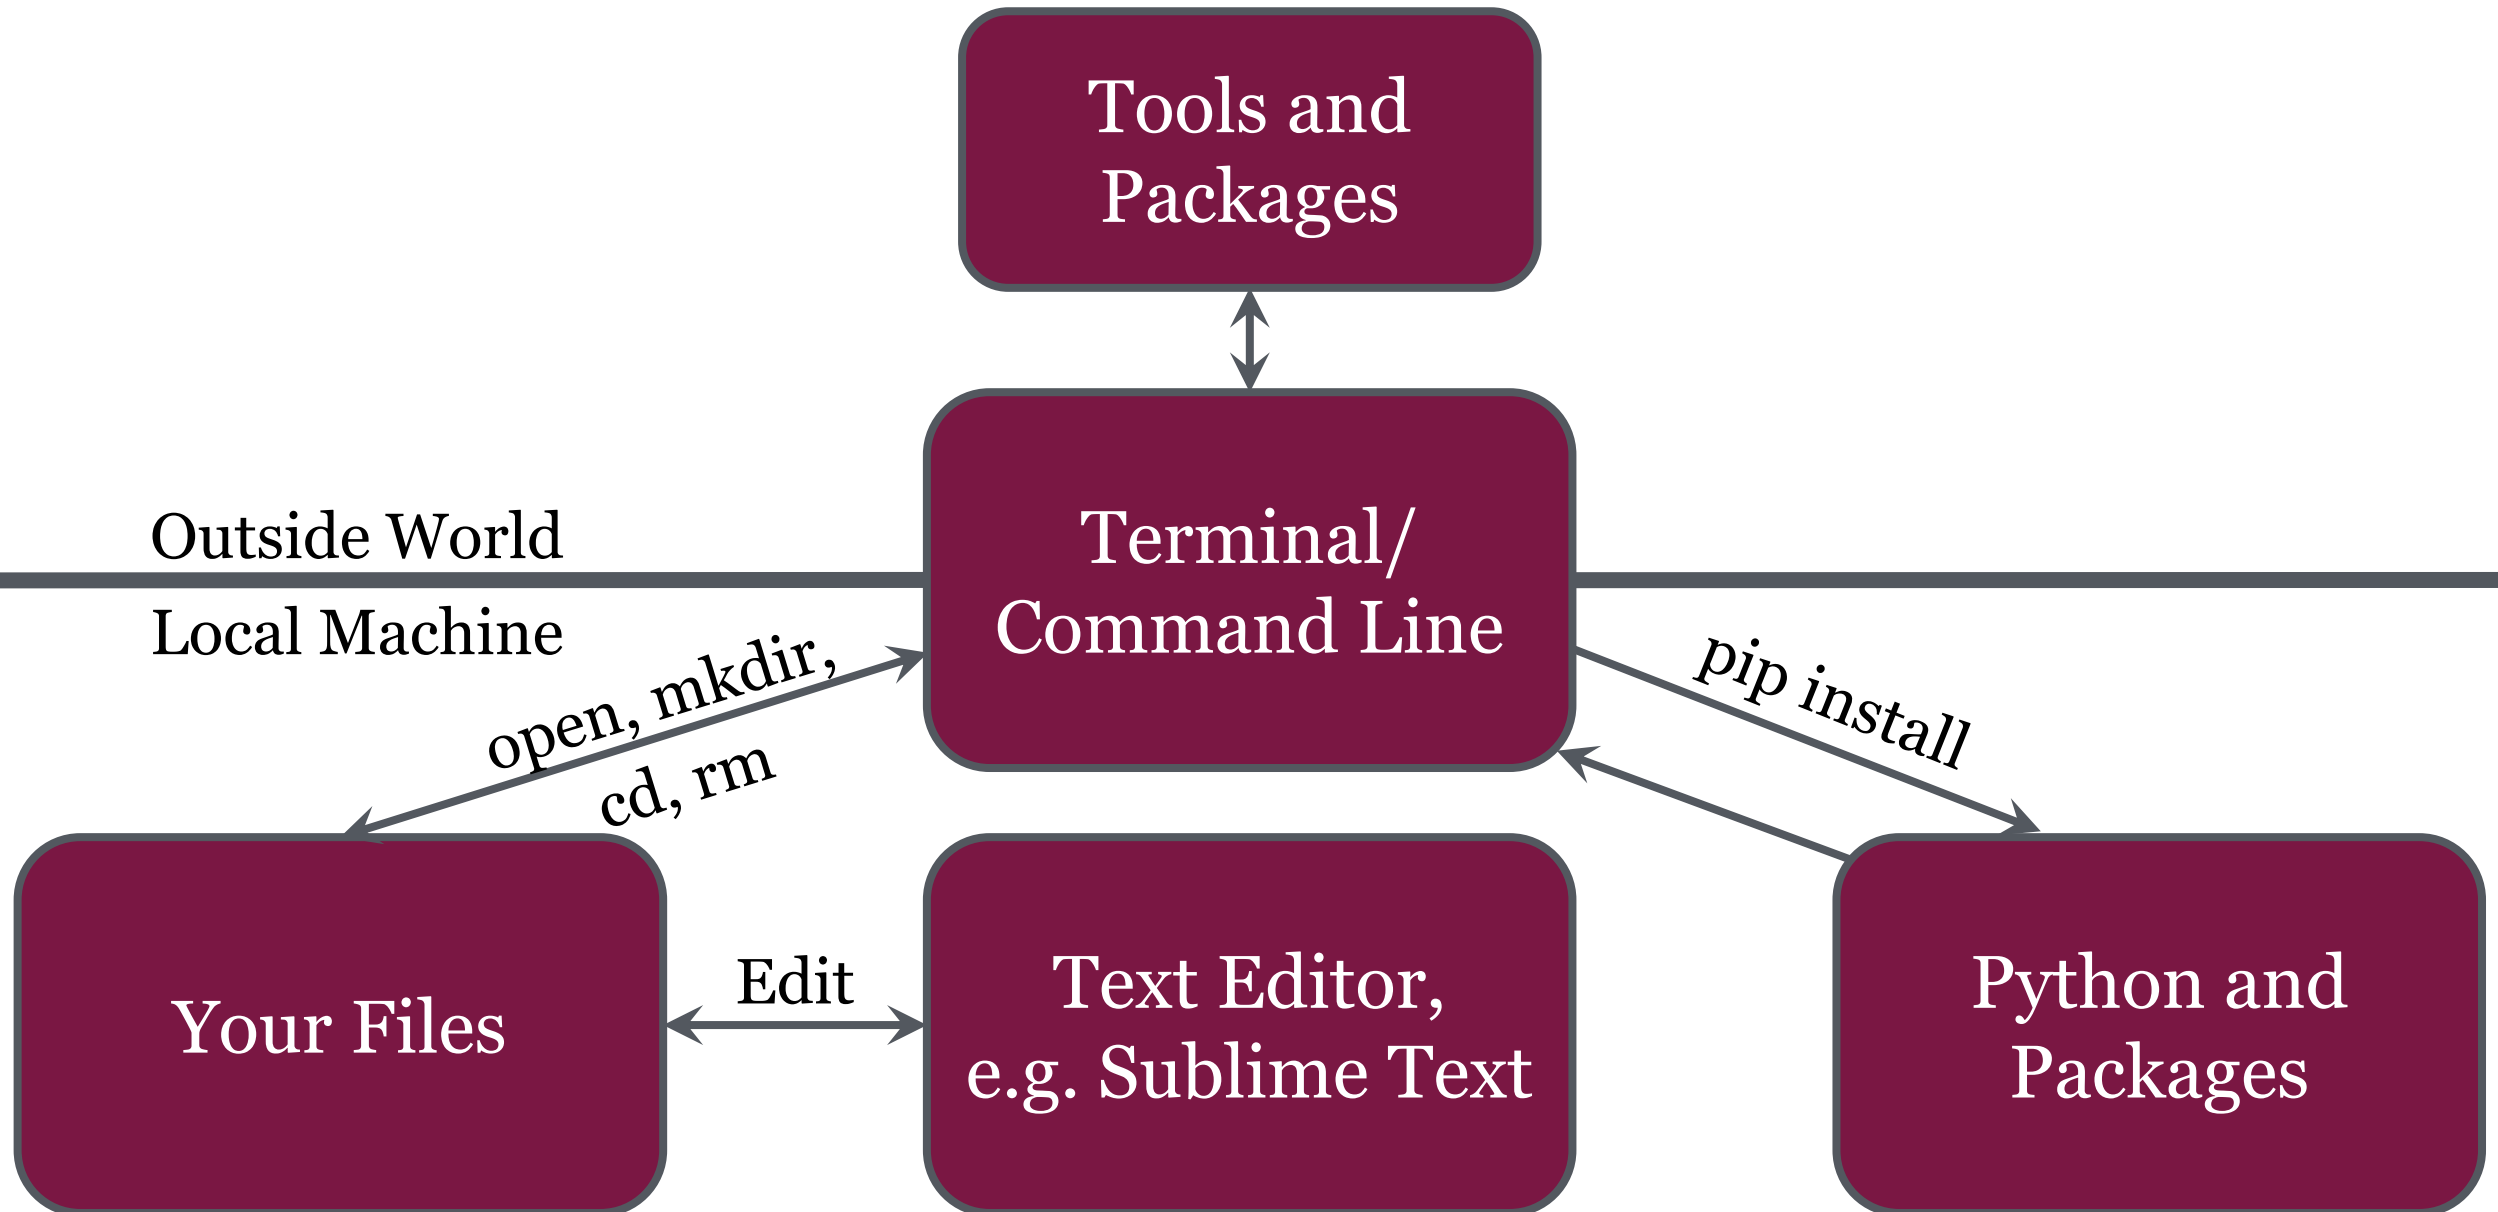 Tools and
Packages
Outside World
Local Machine
Terminal/
Command Line
open, mkdir,
cd, rm
pip install
Your FilES
Edit
Text Editor,
e.g. Sublime Text
Python and
Packages